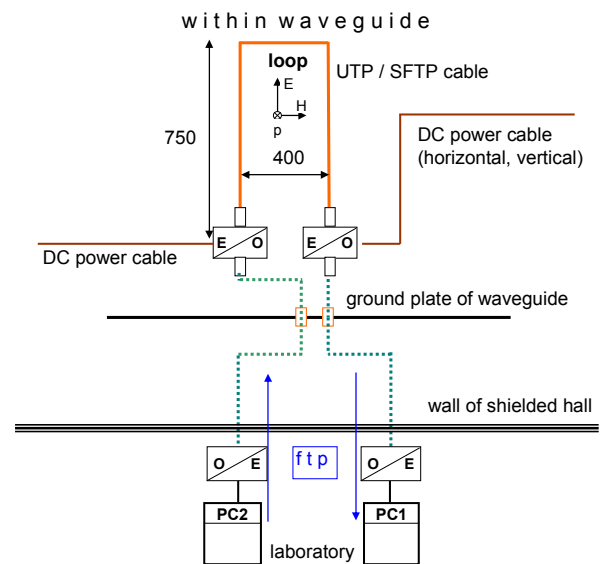 within waveguide
loop
UTP / SFTP cable
E
H
p
750
400
DC power cable
(horizontal, vertical)
E O
E O
DC power cable
ground plate of waveguide
wall of shielded hall
O E
ftp
O E
PC2
PC1
laboratory